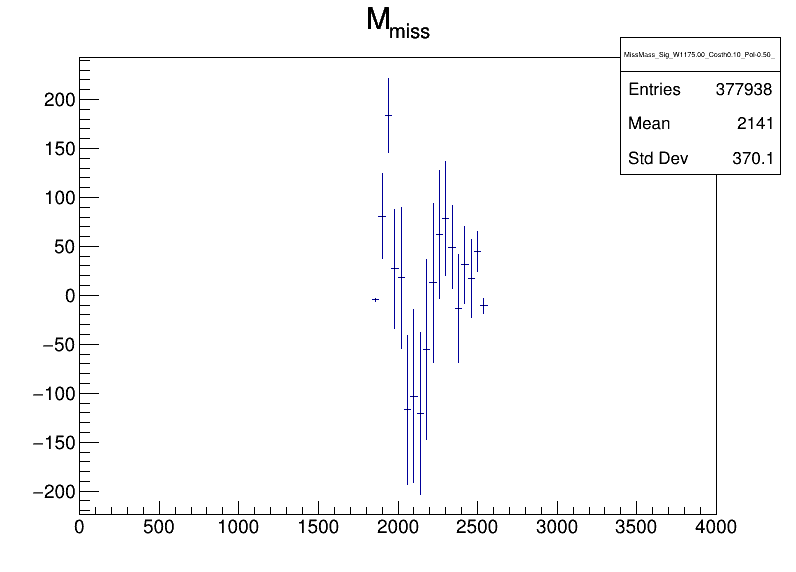 M_miss
MissMass_Sig_W1175.00_Costh0.10_Pol-0.50_
Entries 377938
Mean 2141
Std Dev 370.1
200
150
100
50
0
−50
−100
−150
−200
0 500 1000 1500 2000 2500 3000 3500 4000